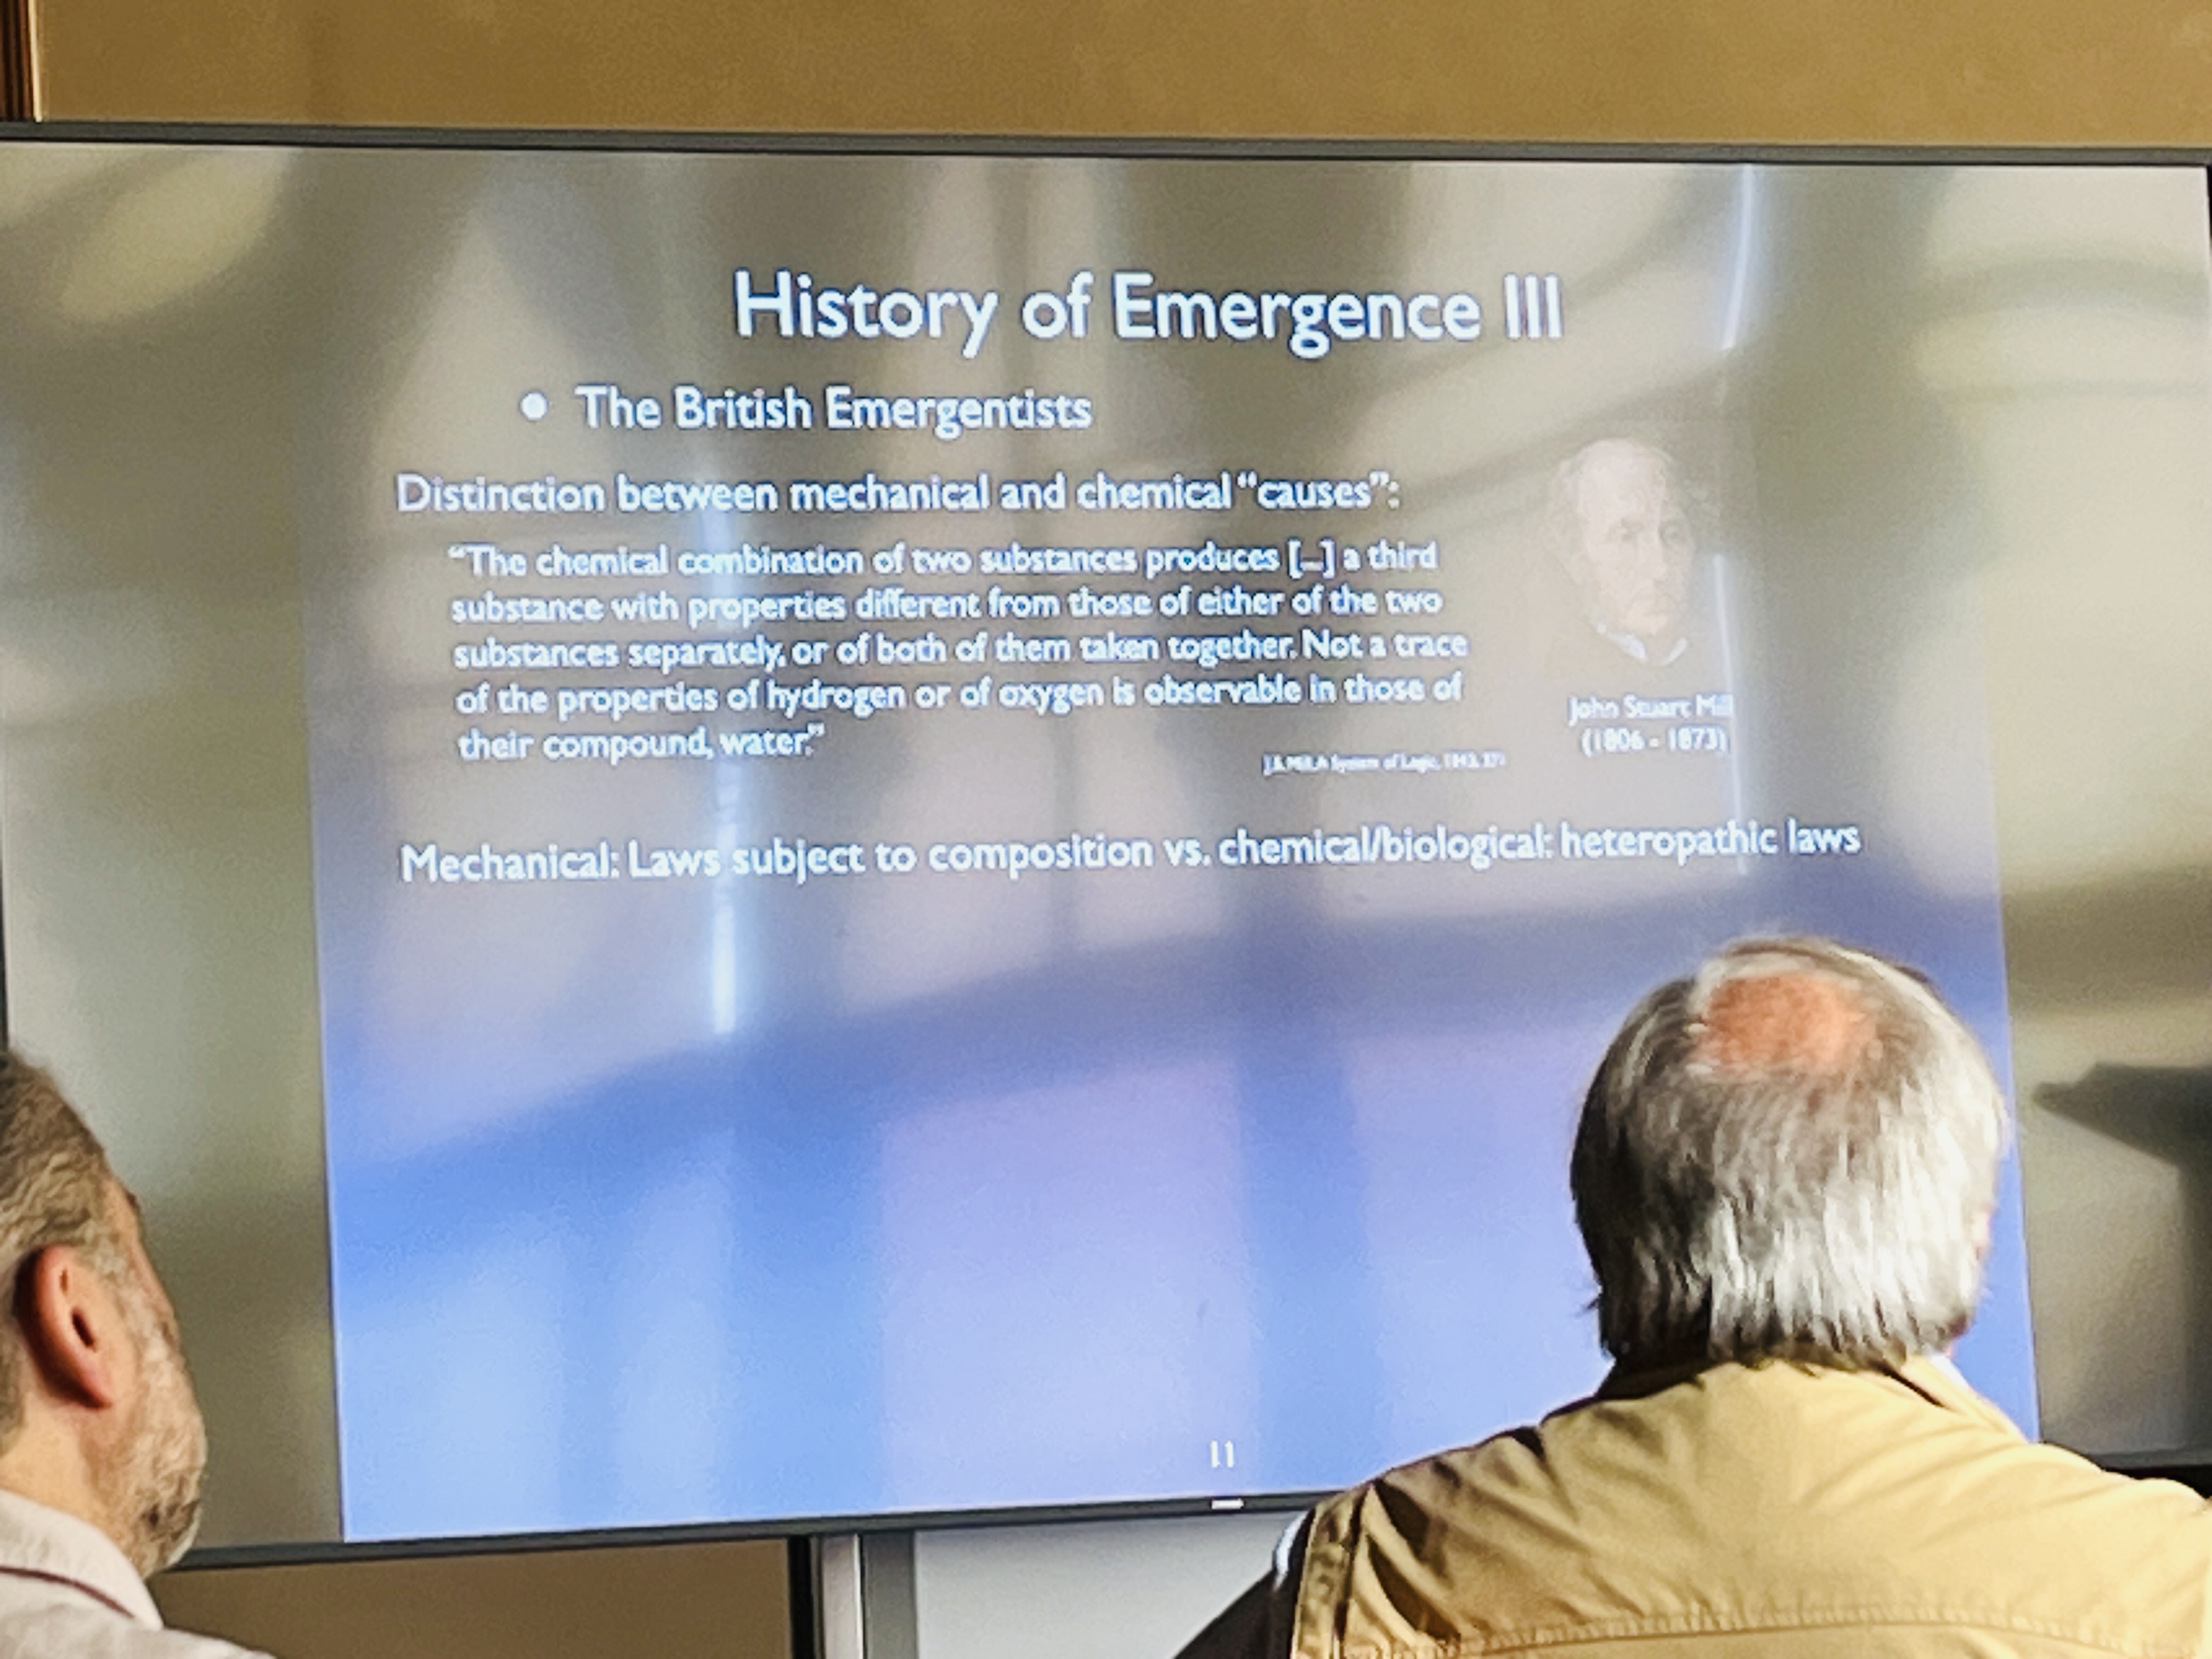 History of Emergence III
• The British Emergentists
Distinction between mechanical and chemical “causes”:
“The chemical combination of two substances produces [...] a third
substance with properties different from those of either of the two
substances separately, or of both of them taken together. Not a trace
of the properties of hydrogen or of oxygen is observable in those of
their compound, water.”
John Stuart Mill
(1806 - 1873)
J.S. Mill, A System of Logic, 1843,
Mechanical: Laws subject to composition vs. chemical/biological: heteropathic laws
11